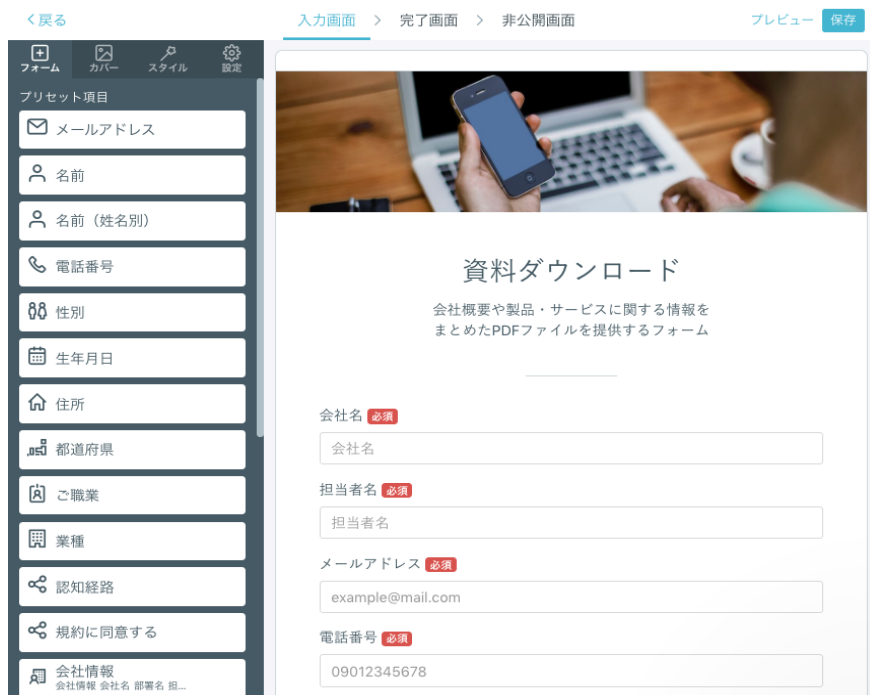 戻る
入力画面 > 完了画面 > 非公開画面
プレビュー 保存
フォーム カバー スタイル 設定
プリセット項目
メールアドレス
名前
名前（姓名別）
電話番号
性別
生年月日
住所
都道府県
ご職業
業種
認知経路
規約に同意する
会社情報
会社情報 会社名 部署名 担...
資料ダウンロード
会社概要や製品・サービスに関する情報を
まとめたPDFファイルを提供するフォーム
会社名 必須
会社名
担当者名 必須
担当者名
メールアドレス 必須
example@mail.com
電話番号 必須
09012345678